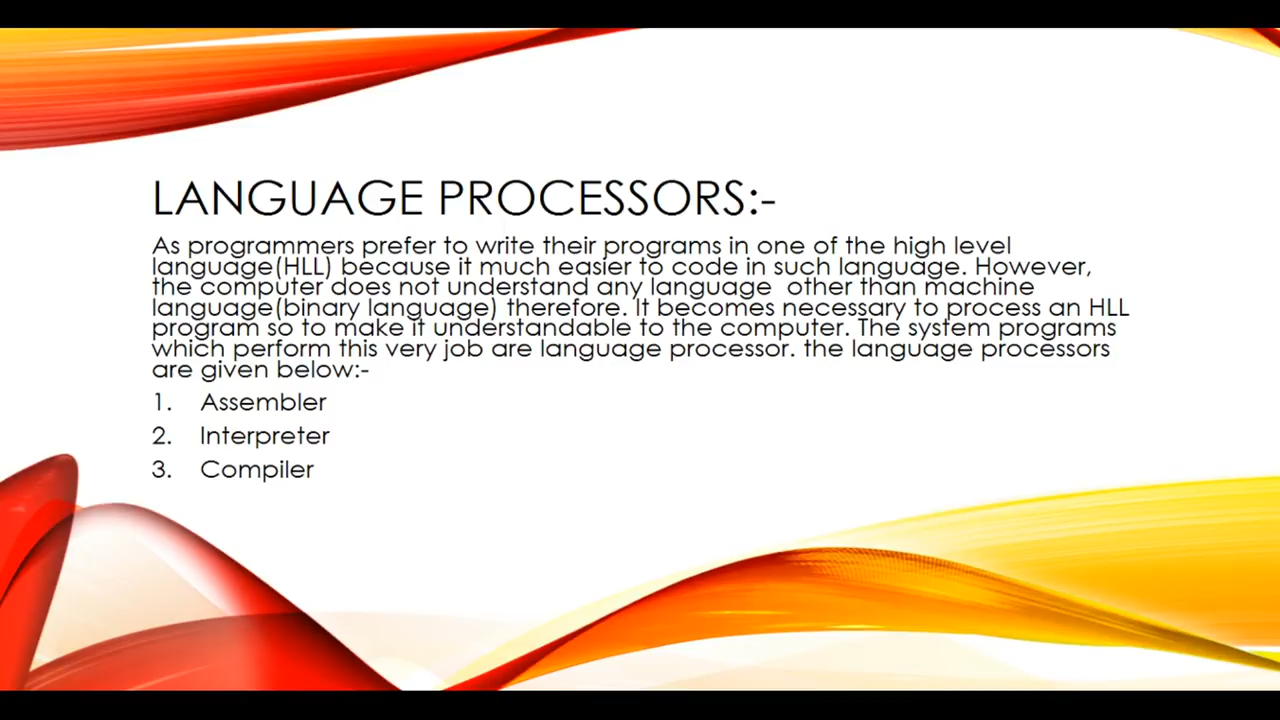 LANGUAGE PROCESSORS:-
As programmers prefer to write their programs in one of the high level
language(HLL) because it much easier to code in such language. However,
the computer does not understand any language  other than machine
language(binary language) therefore. It becomes necessary to process an HLL
program so to make it understandable to the computer. The system programs
which perform this very job are language processor. the language processors
are given below:-
1. Assembler
2. Interpreter
3. Compiler